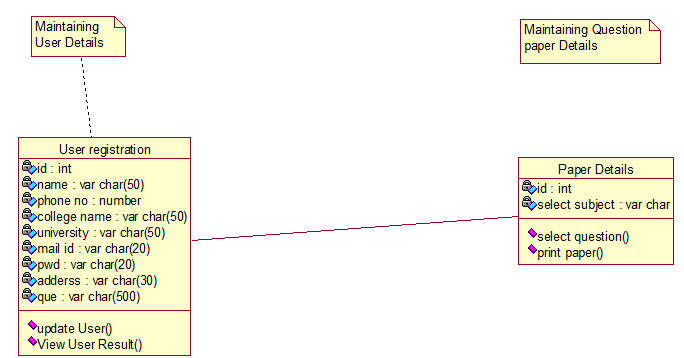 Maintaining
User Details
Maintaining Question
paper Details
User registration
id : int
name : var char(50)
phone no : number
college name : var char(50)
university : var char(50)
mail id : var char(20)
pwd : var char(20)
adderss : var char(30)
que : var char(500)
update User()
View User Result()
Paper Details
id : int
select subject : var char
select question()
print paper()